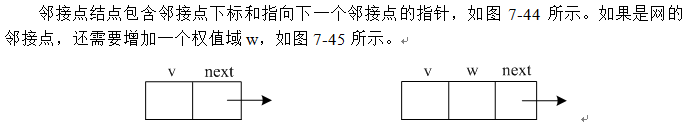 邻接点结点包含邻接点下标和指向下一个邻接点的指针，如图 7-44 所示。如果是网的
邻接点，还需要增加一个权值域 w，如图 7-45 所示。
v next v w next